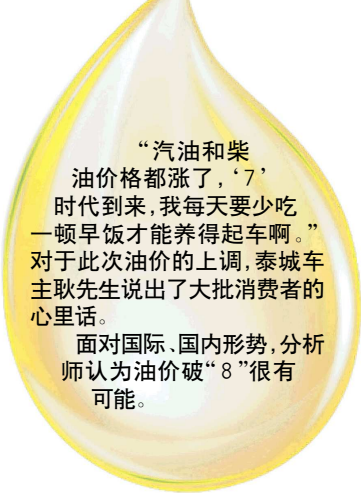 “汽油和柴
油价格都涨了，‘7’
时代到来，我每天要少吃
一顿早饭才能养得起车啊。”
对于此次油价的上调，泰城车
主耿先生说出了大批消费者的
心里话。
面对国际、国内形势，分析
师认为油价破“8”很有
可能。